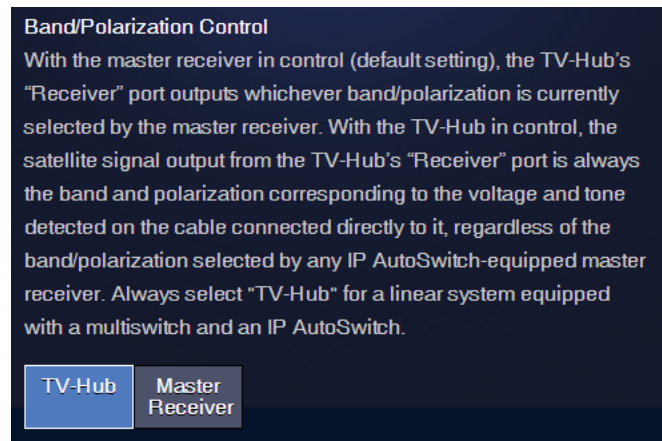 Band/Polarization Control
With the master receiver in control (default setting), the TV-Hub's
"Receiver" port outputs whichever band/polarization is currently
selected by the master receiver. With the TV-Hub in control, the
satellite signal output from the TV-Hub's "Receiver" port is always
the band and polarization corresponding to the voltage and tone
detected on the cable connected directly to it, regardless of the
band/polarization selected by any IP AutoSwitch-equipped master
receiver. Always select "TV-Hub" for a linear system equipped
with a multiswitch and an IP AutoSwitch.
TV-Hub
Master
Receiver